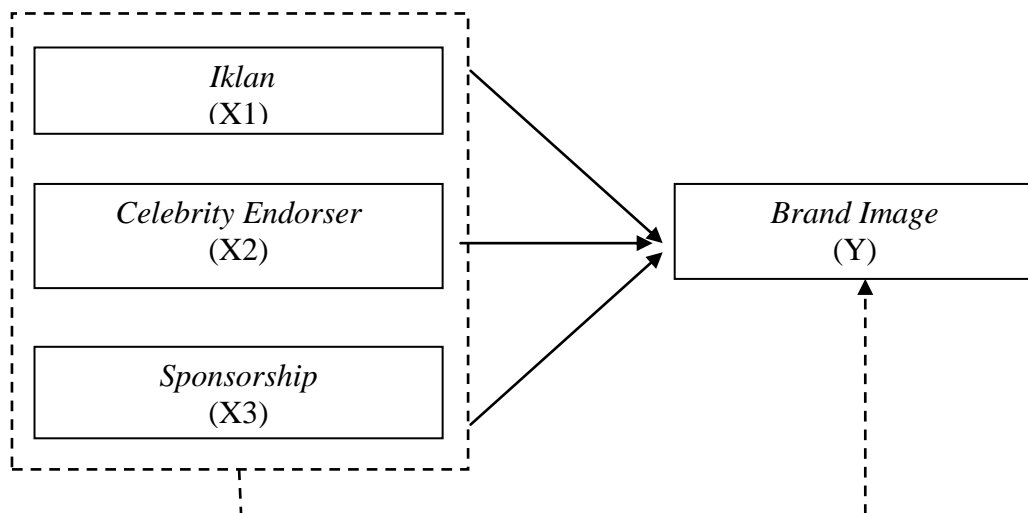 Iklan
(X1)
Celebrity Endorser
(X2)
Brand Image
(Y)
Sponsorship
(X3)